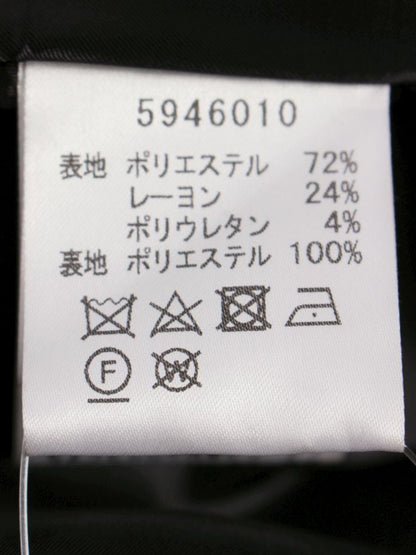 5946010
表地 ポリエステル 72%
レーヨン 24%
ポリウレタン 4%
裏地 ポリエステル 100%
F
W